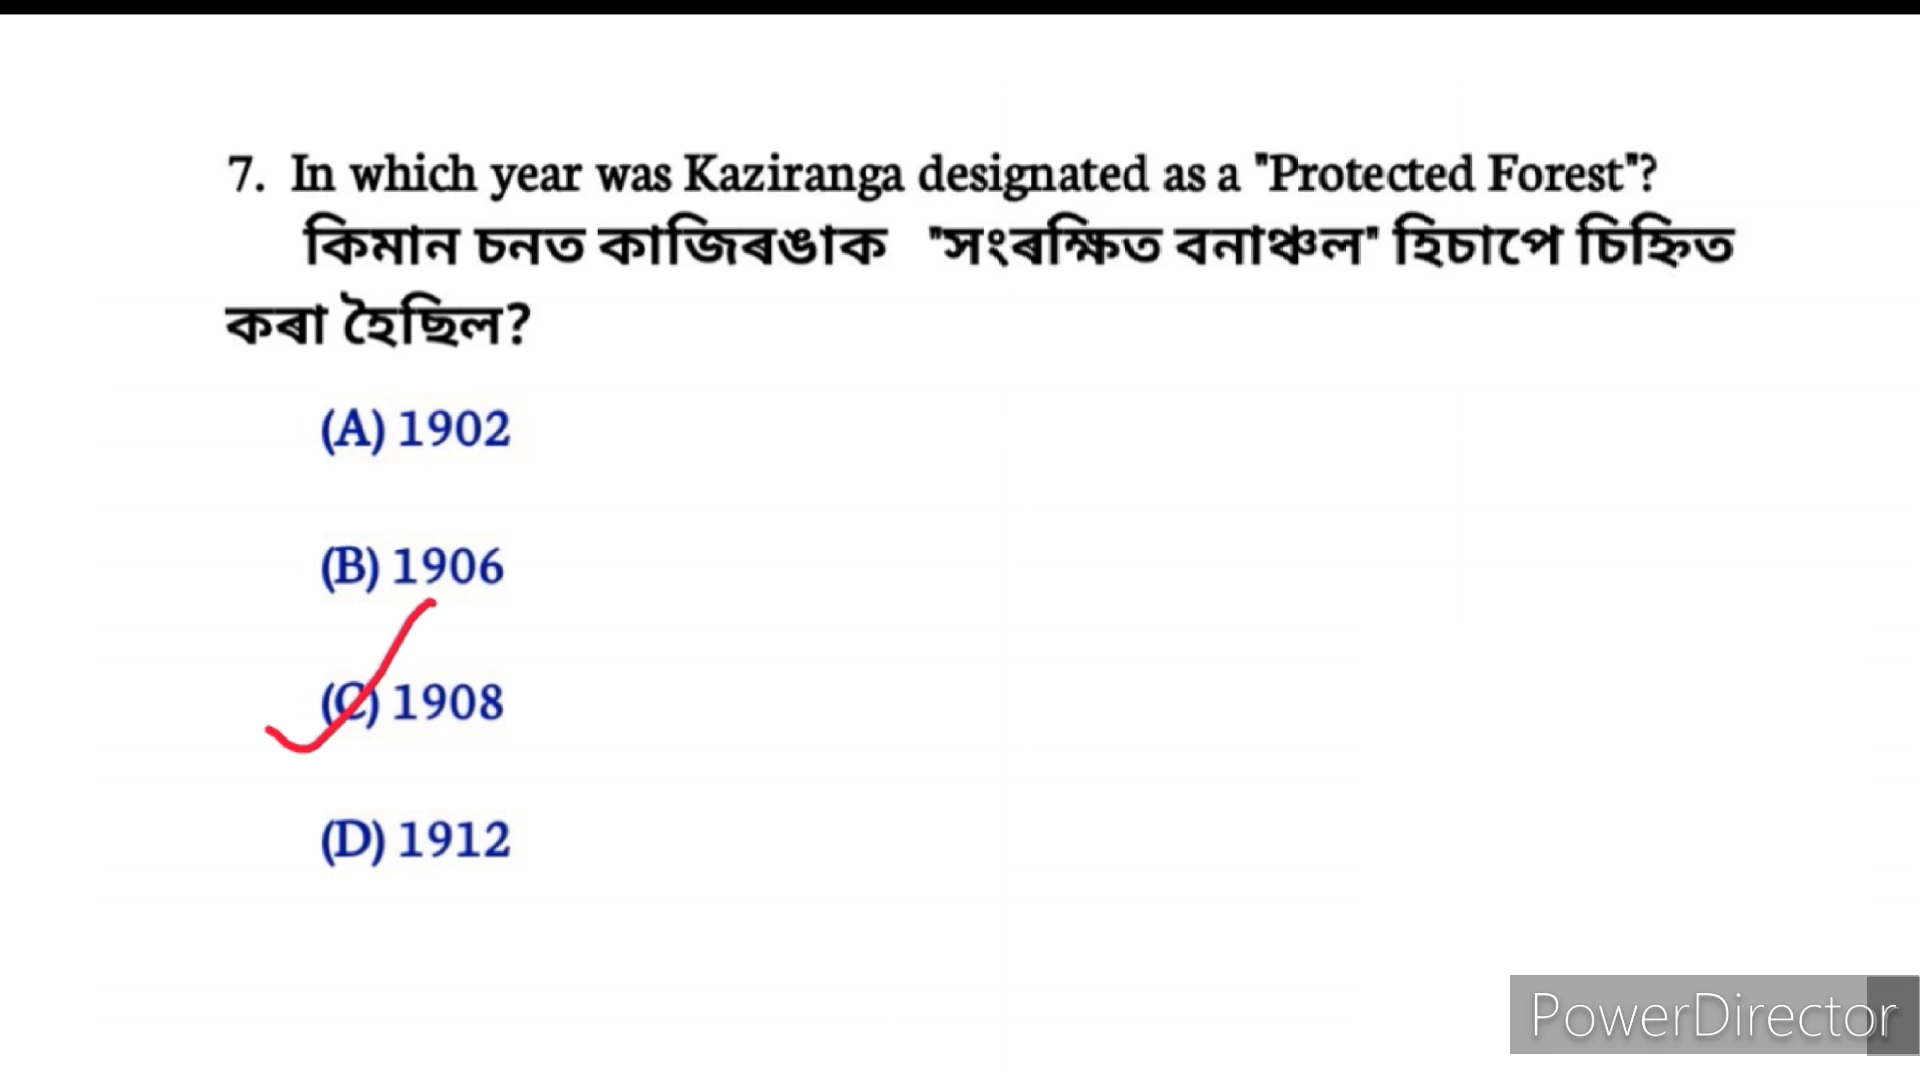 7. In which year was Kaziranga designated as a "Protected Forest"?
কিমান চনত কাজিৰঙাক "সংৰক্ষিত বনাঞ্চল" হিচাপে চিহ্নিত
কৰা হৈছিল?
(A) 1902
(B) 1906
(C) 1908
(D) 1912
PowerDirector